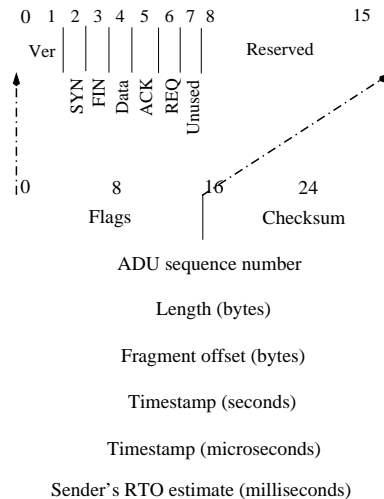 0 1 2 3 4 5 6 7 8 15
Ver SYN FIN Data ACK REQ Unused Reserved
0 8 16 24
Flags Checksum
ADU sequence number
Length (bytes)
Fragment offset (bytes)
Timestamp (seconds)
Timestamp (microseconds)
Sender's RTO estimate (milliseconds)